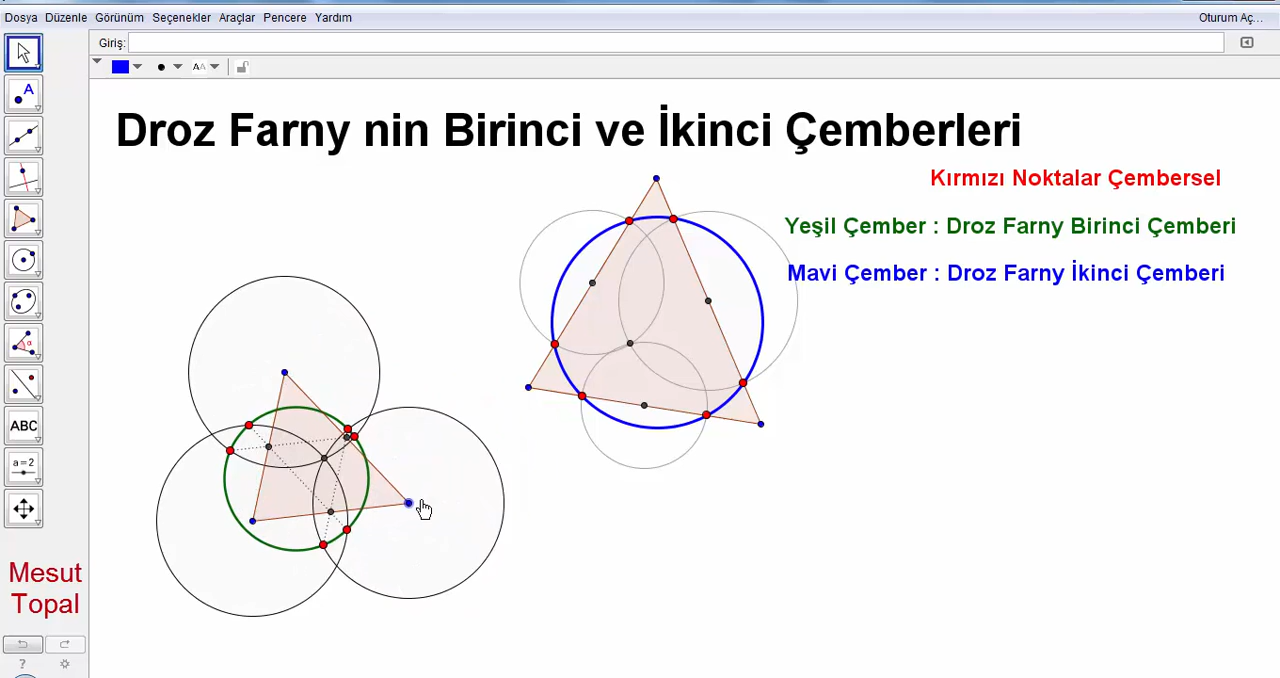 Dosya Düzenle Görünüm Seçenekler Araçlar Pencere Yardım Oturum Aç...
Giriş:
AA
A
Droz Farny nin Birinci ve İkinci Çemberleri
Kırmızı Noktalar Çembersel
Yeşil Çember : Droz Farny Birinci Çemberi
Mavi Çember : Droz Farny İkinci Çemberi
α
ABC
a=2
Mesut
Topal
?